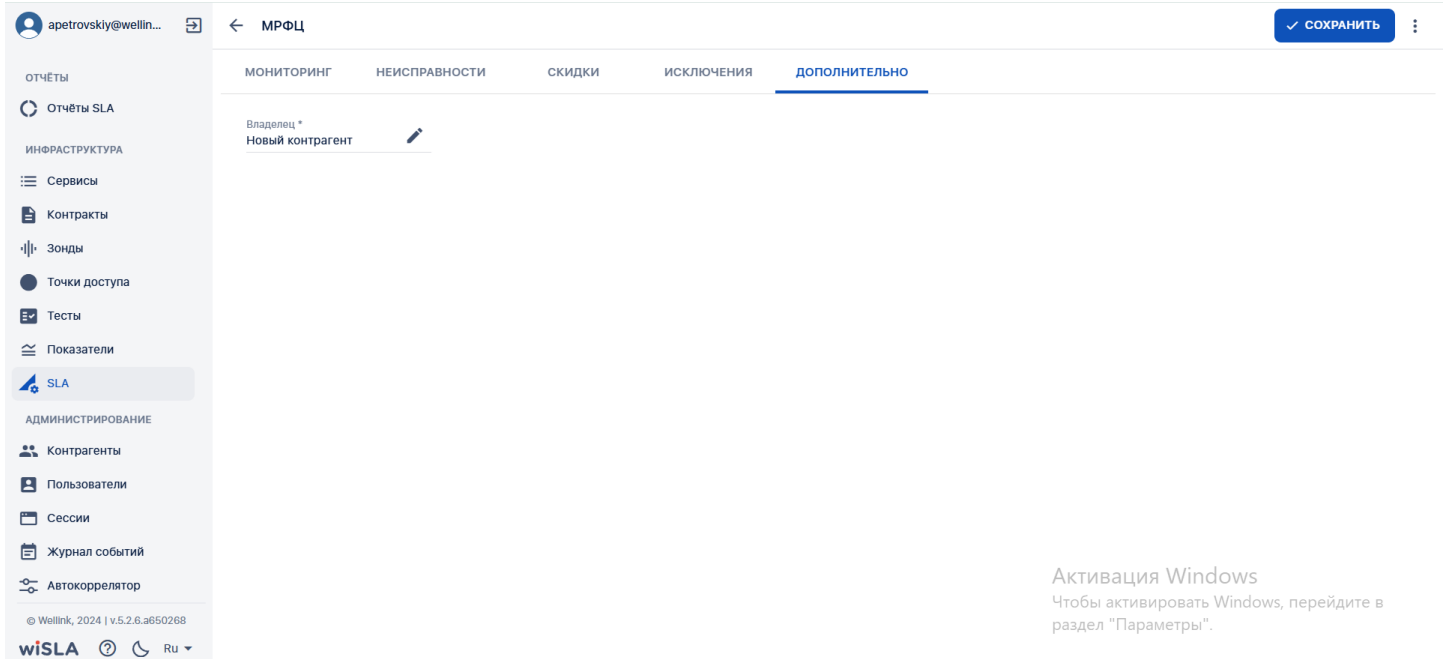 apetrovskiy@wellin...
ОТЧЁТЫ
Отчёты SLA
ИНФРАСТРУКТУРА
Сервисы
Контракты
Зонды
Точки доступа
Тесты
Показатели
SLA
АДМИНИСТРИРОВАНИЕ
Контрагенты
Пользователи
Сессии
Журнал событий
Автокоррелятор
© Wellink, 2024 | v.5.2.6.a650268
wiSLA Ru
МРФЦ
СОХРАНИТЬ
МОНИТОРИНГ НЕИСПРАВНОСТИ СКИДКИ ИСКЛЮЧЕНИЯ ДОПОЛНИТЕЛЬНО
Владелец *
Новый контрагент
Активация Windows
Чтобы активировать Windows, перейдите в
раздел "Параметры".